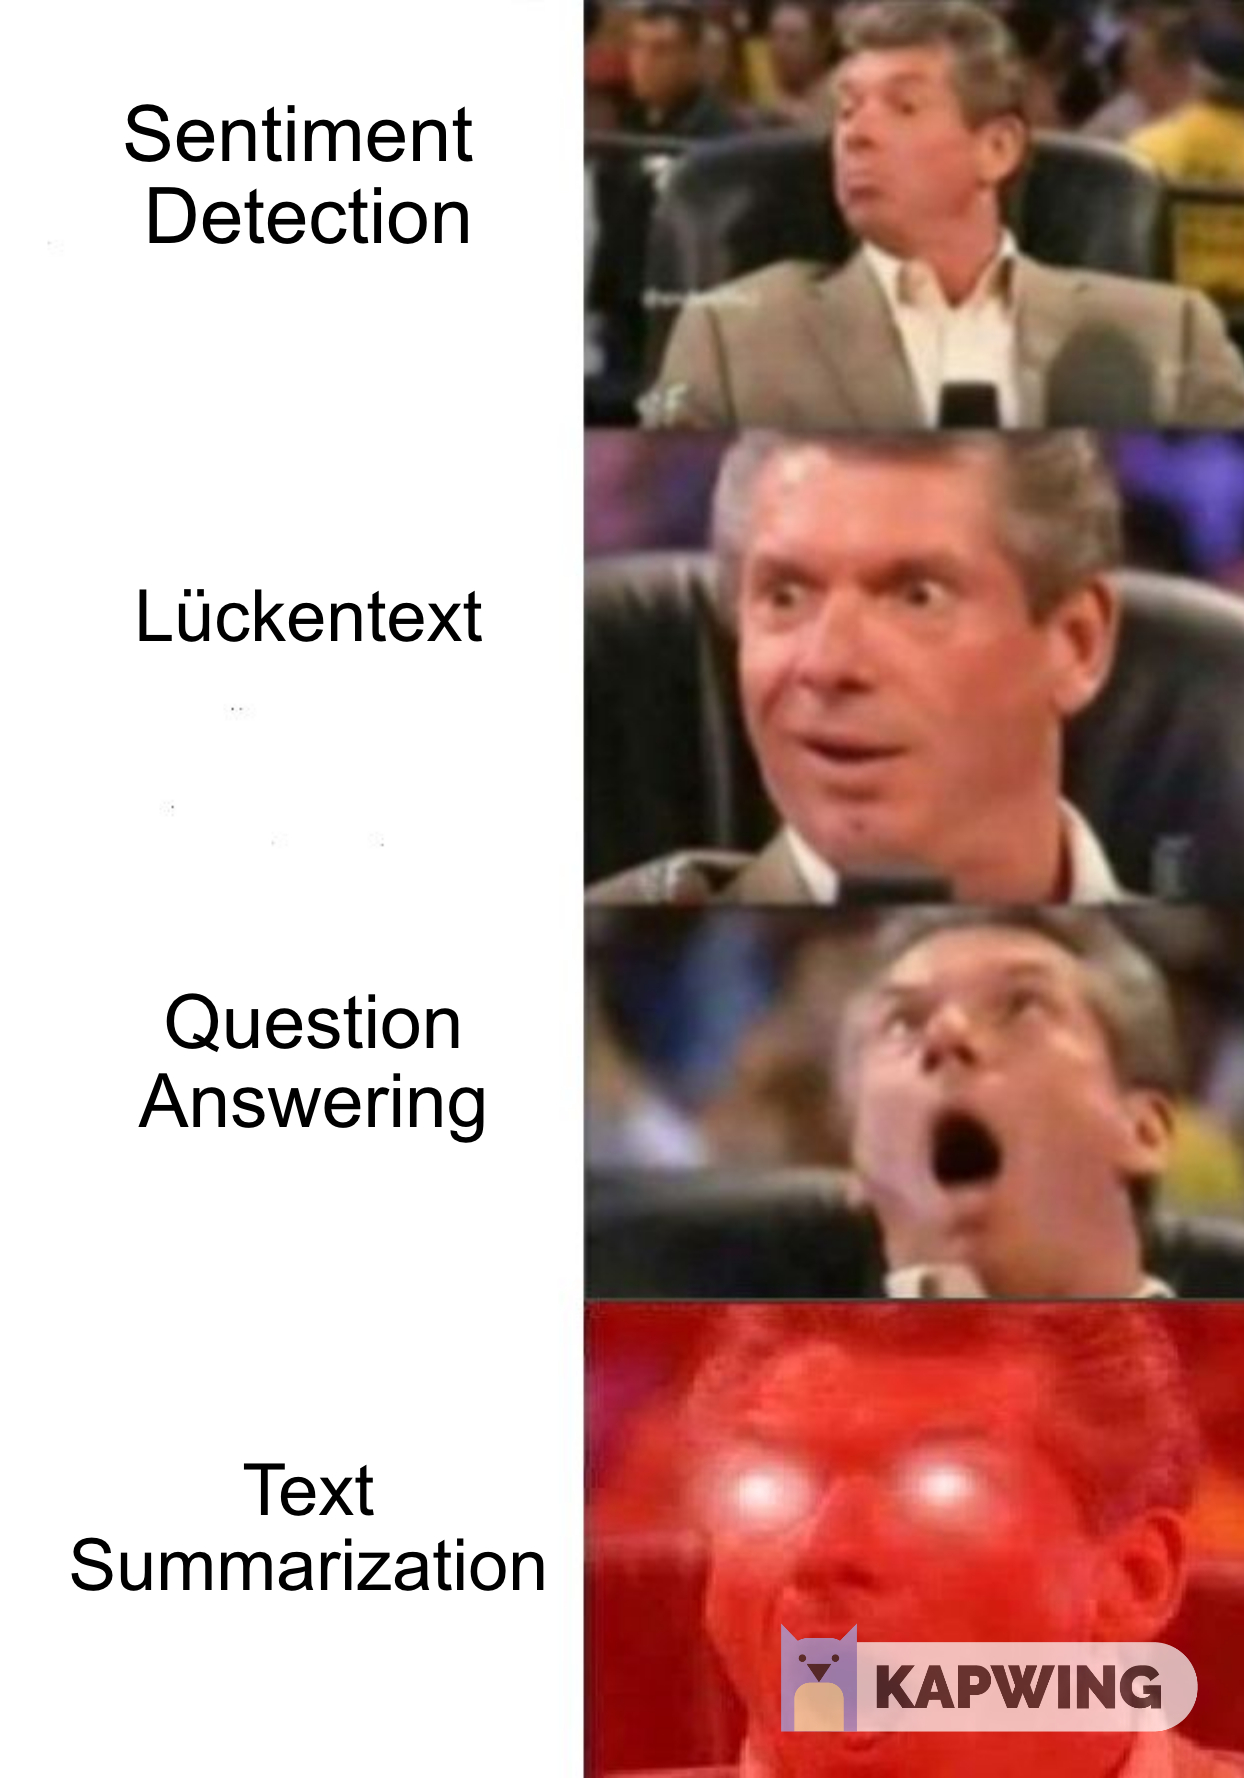 Sentiment
Detection
Lückentext
Question
Answering
Text
Summarization
KAPWING